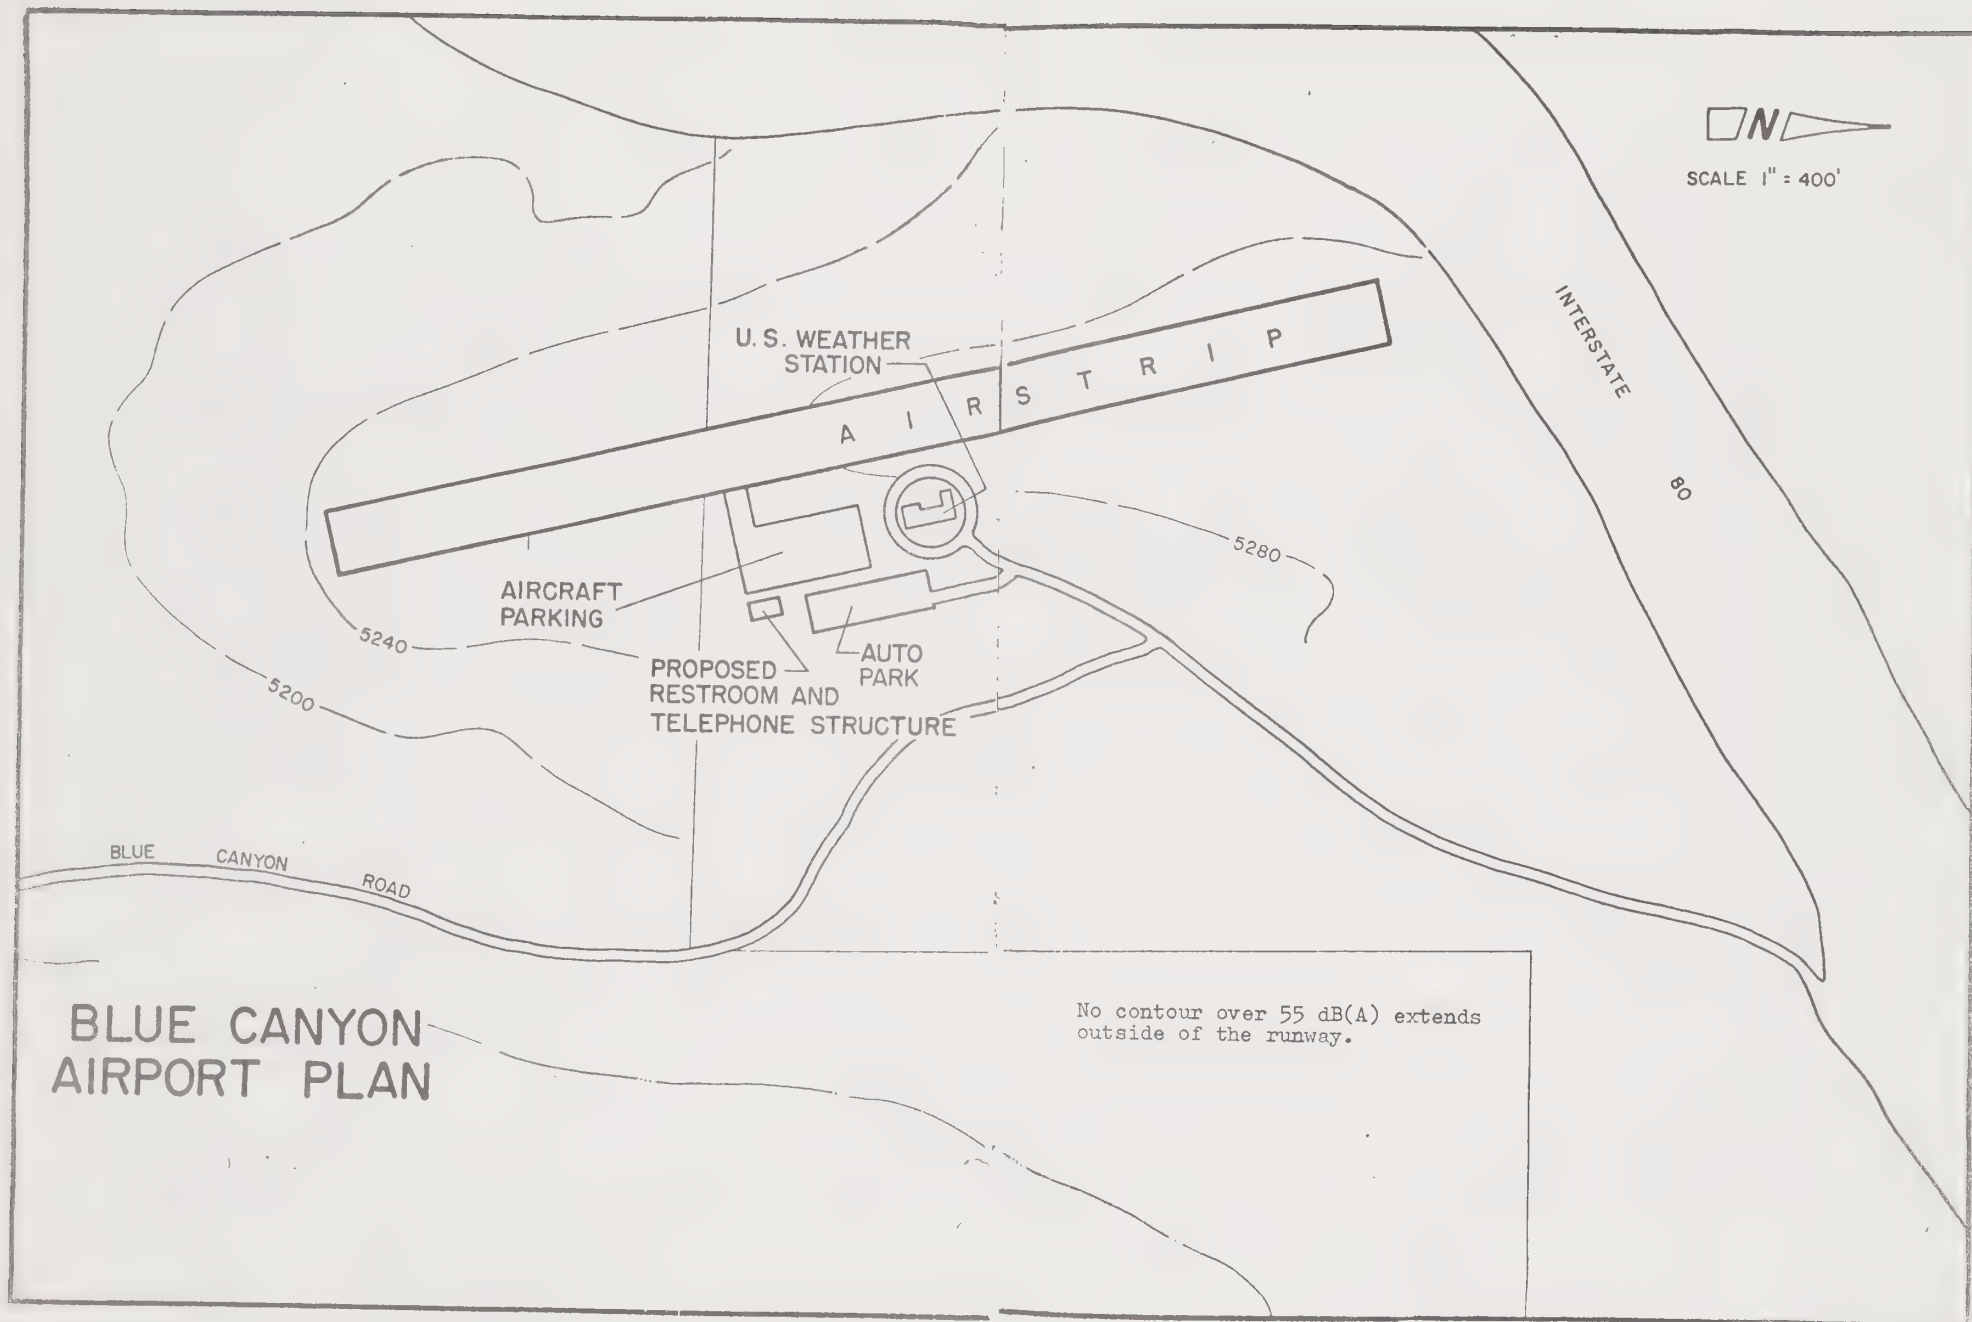 N
SCALE 1" = 400'
INTERSTATE
80
U.S. WEATHER
STATION
AIRSTRIP
5280
AIRCRAFT
PARKING
5240
AUTO
PARK
PROPOSED
RESTROOM AND
TELEPHONE STRUCTURE
5200
BLUE CANYON ROAD
BLUE CANYON
AIRPORT PLAN
No contour over 55 dB(A) extends
outside of the runway.